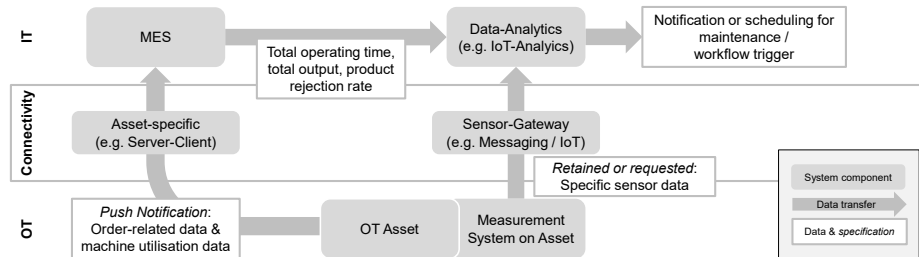 IT
MES
Data-Analytics
(e.g. IoT-Analyics)
Notification or scheduling for
maintenance /
workflow trigger
Total operating time,
total output, product
rejection rate
Connectivity
Asset-specific
(e.g. Server-Client)
Sensor-Gateway
(e.g. Messaging / IoT)
Retained or requested:
Specific sensor data
OT
Push Notification:
Order-related data &
machine utilisation data
OT Asset
Measurement
System on Asset
System component
Data transfer
Data & specification